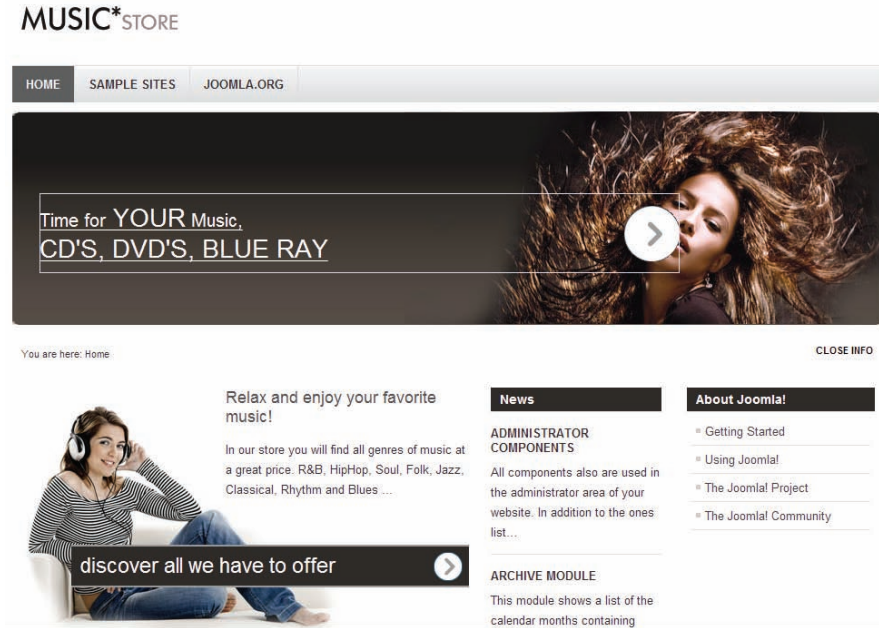 MUSIC*STORE
HOME SAMPLE SITES JOOMLA.ORG
Time for YOUR Music,
CD'S, DVD'S, BLUE RAY
You are here: Home
CLOSE INFO
Relax and enjoy your favorite
music!
In our store you will find all genres of music at
a great price. R&B, HipHop, Soul, Folk, Jazz,
Classical, Rhythm and Blues ...
discover all we have to offer
News
ADMINISTRATOR
COMPONENTS
All components also are used in
the administrator area of your
website. In addition to the ones
list...
ARCHIVE MODULE
This module shows a list of the
calendar months containing
About Joomla!
Getting Started
Using Joomla!
The Joomla! Project
The Joomla! Community